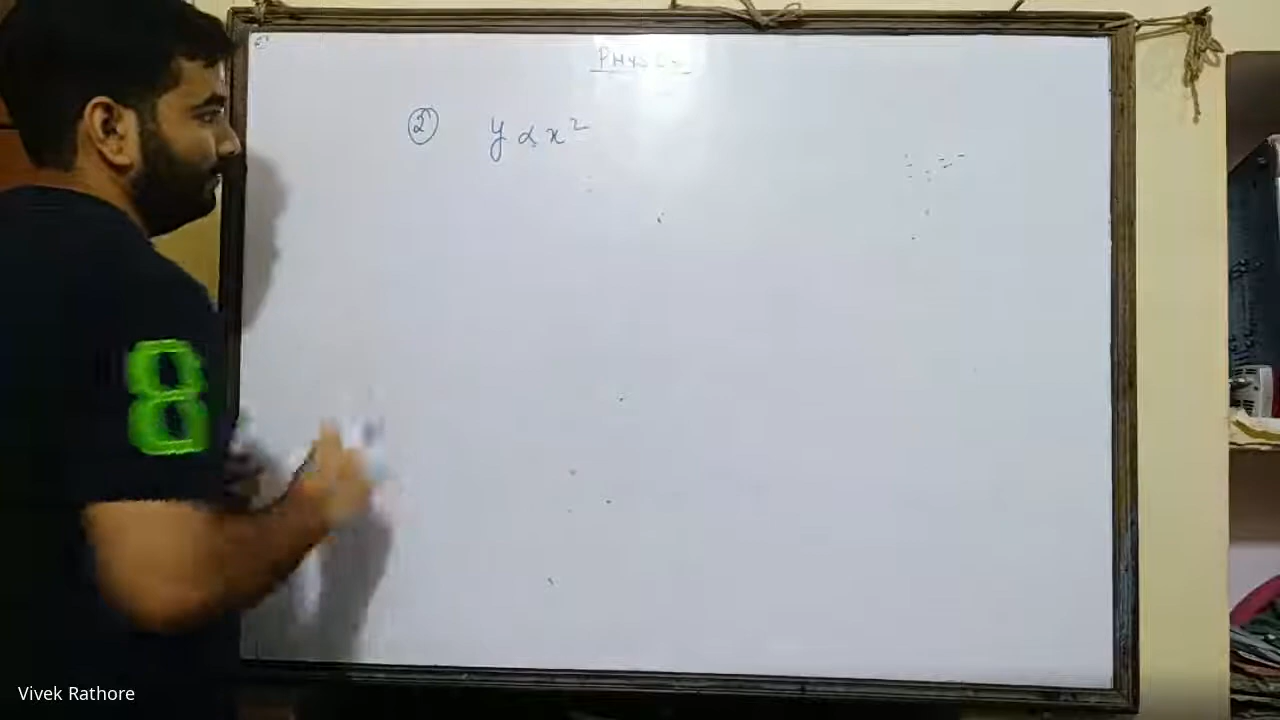 PHYSICS
② y ∝ x²
8
Vivek Rathore